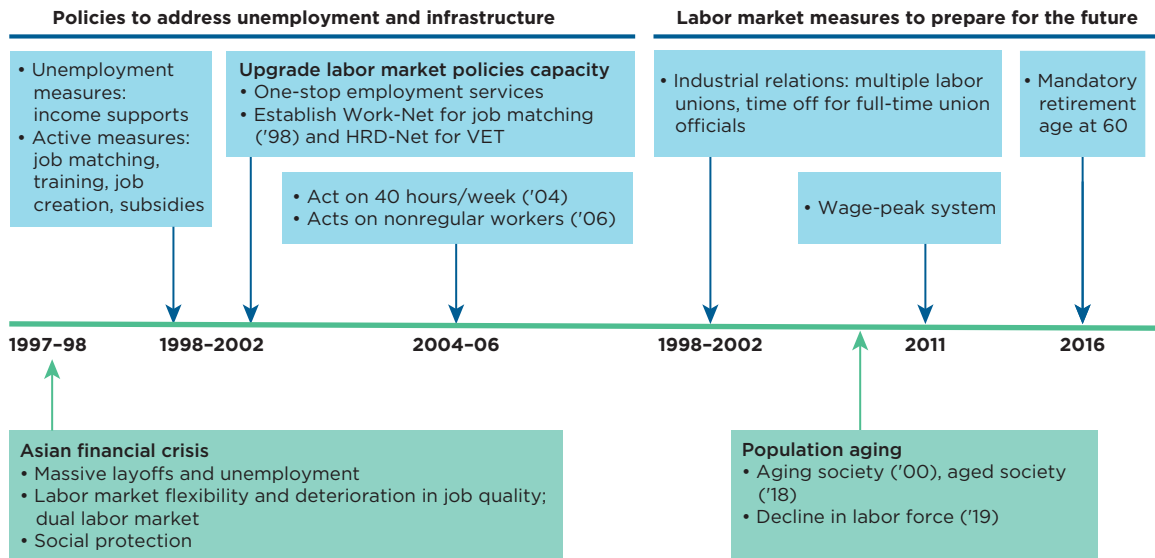 Policies to address unemployment and infrastructure
Labor market measures to prepare for the future
• Unemployment
measures:
income supports
• Active measures:
job matching,
training, job
creation, subsidies
Upgrade labor market policies capacity
• One-stop employment services
• Establish Work-Net for job matching
('98) and HRD-Net for VET
• Act on 40 hours/week ('04)
• Acts on nonregular workers ('06)
• Industrial relations: multiple labor
unions, time off for full-time union
officials
• Wage-peak system
• Mandatory
retirement
age at 60
1997–98
1998–2002
2004–06
1998–2002
2011
2016
Asian financial crisis
• Massive layoffs and unemployment
• Labor market flexibility and deterioration in job quality;
dual labor market
• Social protection
Population aging
• Aging society ('00), aged society
('18)
• Decline in labor force ('19)